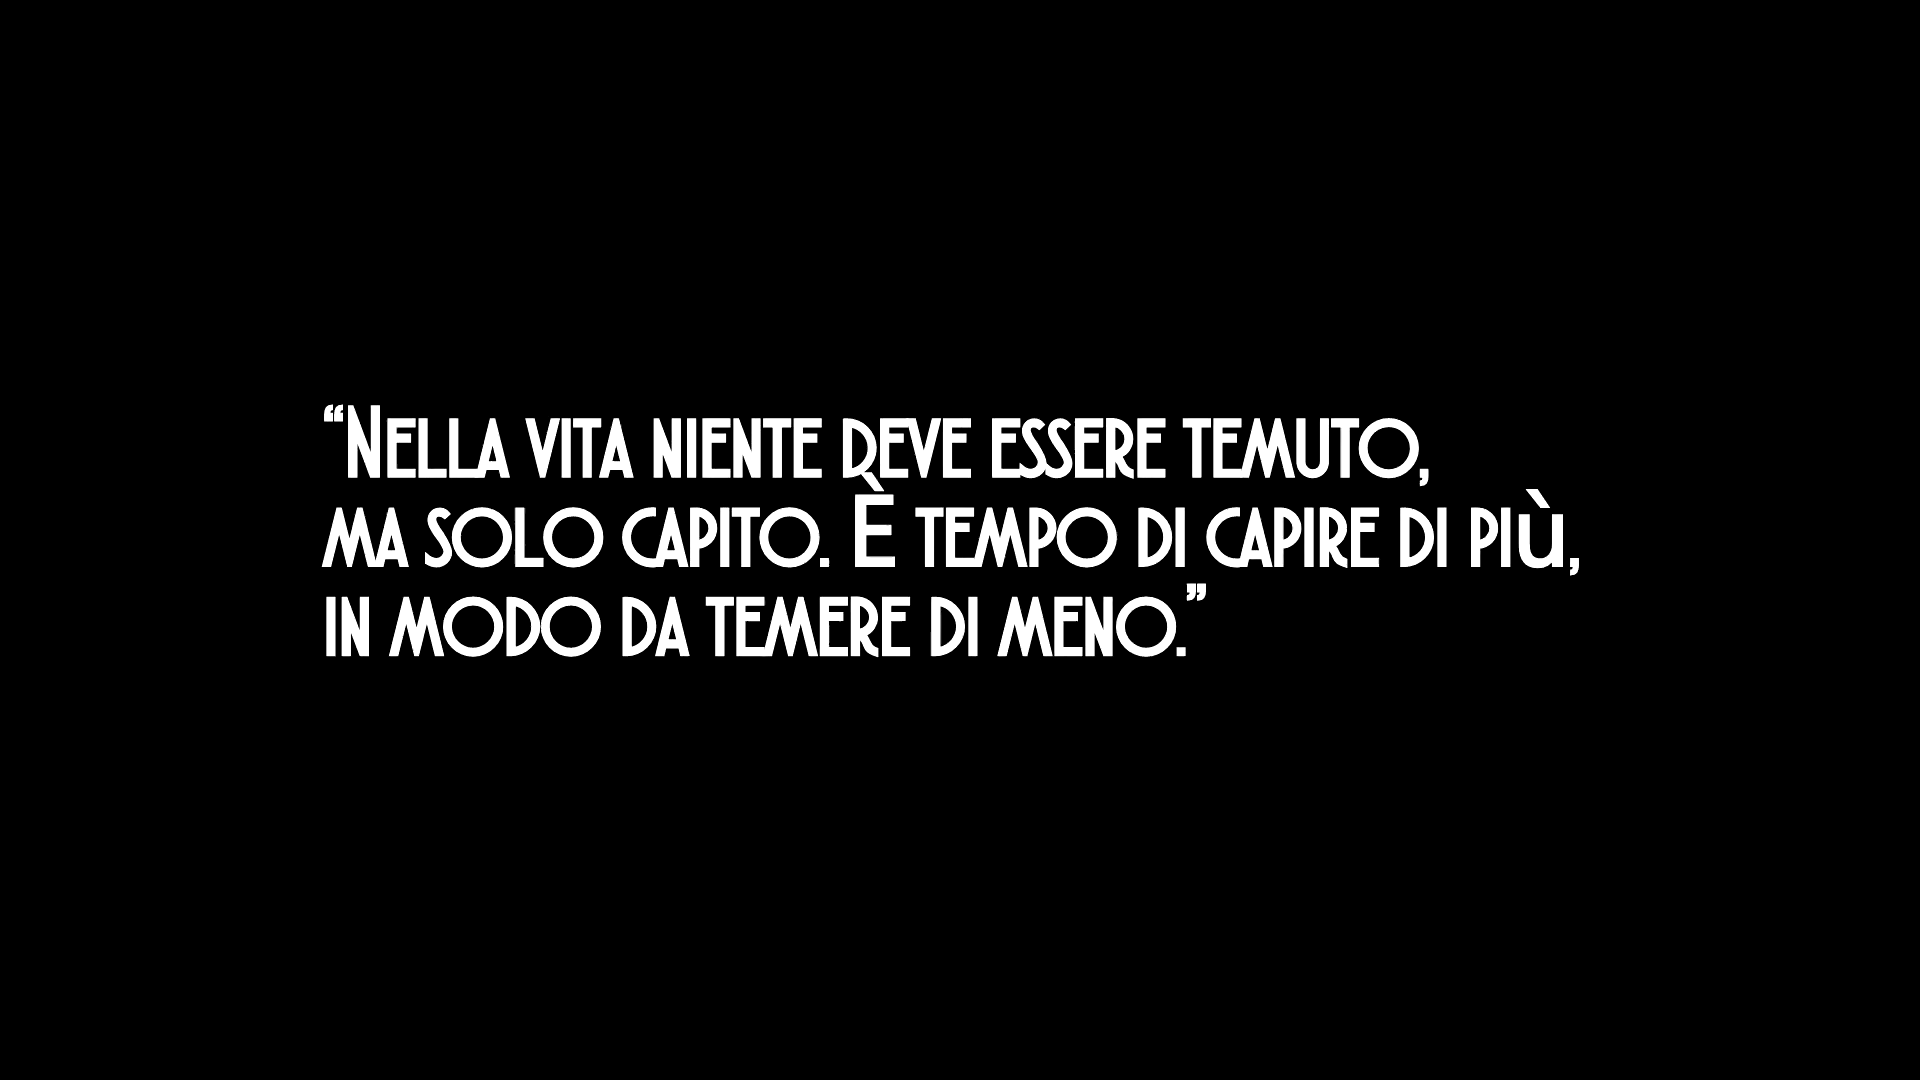 “Nella vita niente deve essere temuto,
ma solo capito. È tempo di capire di più,
in modo da temere di meno.”